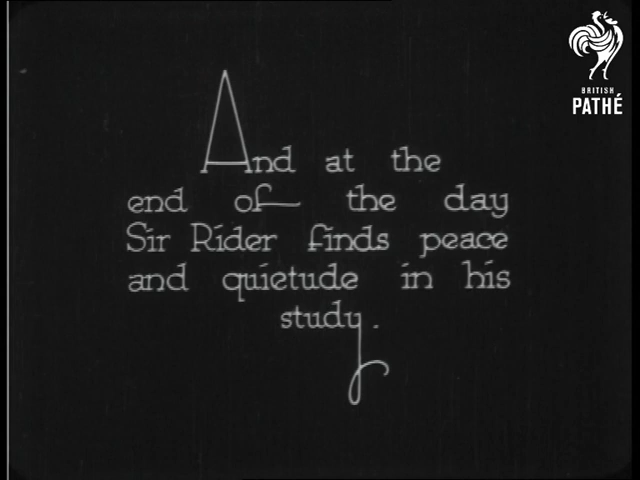 BRITISH
PATHÉ
And at the
end of the day
Sir Rider finds peace
and quietude in his
study.